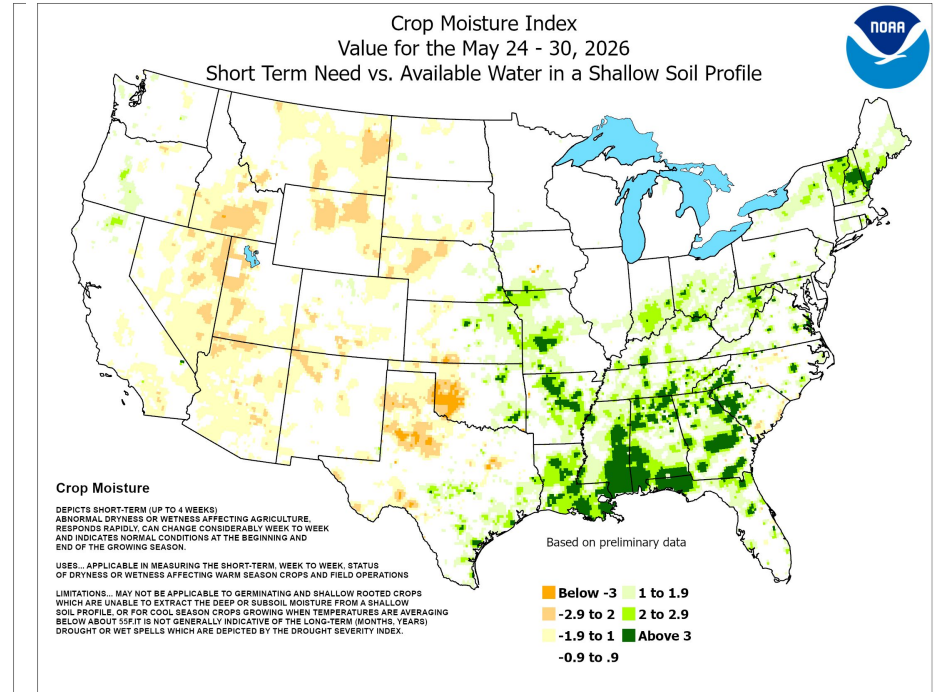 Crop Moisture Index
Value for the May 24 - 30, 2026
Short Term Need vs. Available Water in a Shallow Soil Profile
NOAA
Crop Moisture
DEPICTS SHORT-TERM (UP TO 4 WEEKS)
ABNORMAL DRYNESS OR WETNESS AFFECTING AGRICULTURE,
RESPONDS RAPIDLY, CAN CHANGE CONSIDERABLY WEEK TO WEEK
AND INDICATES NORMAL CONDITIONS AT THE BEGINNING AND
END OF THE GROWING SEASON.
USES... APPLICABLE IN MEASURING THE SHORT-TERM, WEEK TO WEEK, STATUS
OF DRYNESS OR WETNESS AFFECTING WARM SEASON CROPS AND FIELD OPERATIONS
LIMITATIONS... MAY NOT BE APPLICABLE TO GERMINATING AND SHALLOW ROOTED CROPS
WHICH ARE UNABLE TO EXTRACT THE DEEP OR SUBSOIL MOISTURE FROM A SHALLOW
SOIL PROFILE, OR FOR COOL SEASON CROPS GROWING WHEN TEMPERATURES ARE AVERAGING
BELOW ABOUT 55F.IT IS NOT GENERALLY INDICATIVE OF THE LONG-TERM (MONTHS, YEARS)
DROUGHT OR WET SPELLS WHICH ARE DEPICTED BY THE DROUGHT SEVERITY INDEX.
Based on preliminary data
Below -3
-2.9 to 2
-1.9 to 1
-0.9 to .9
1 to 1.9
2 to 2.9
Above 3